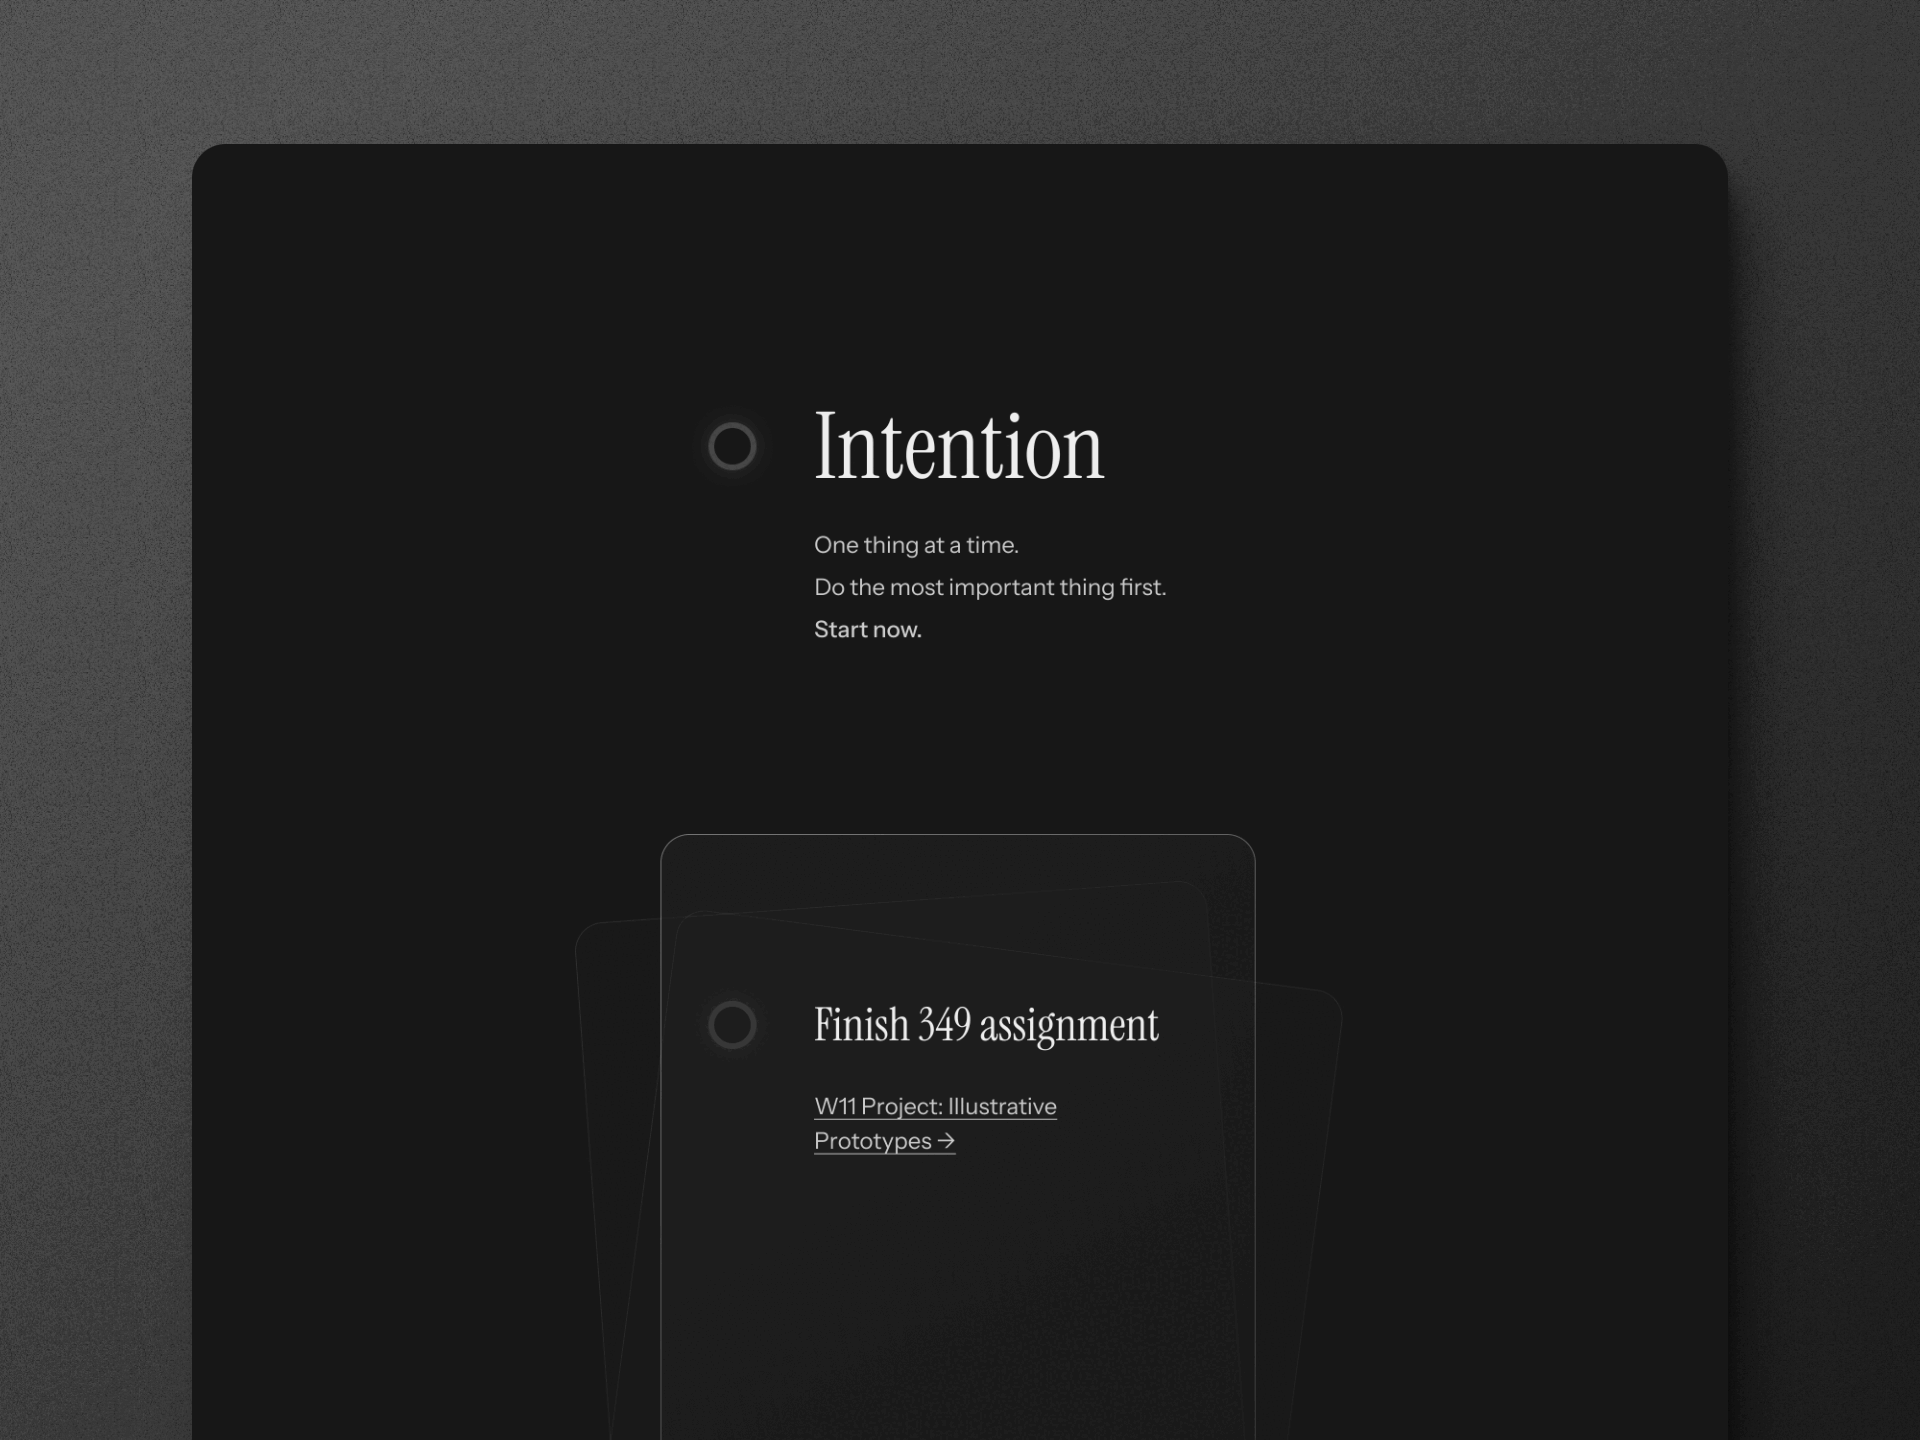 Intention
One thing at a time.
Do the most important thing first.
Start now.
Finish 349 assignment
W11 Project: Illustrative
Prototypes →